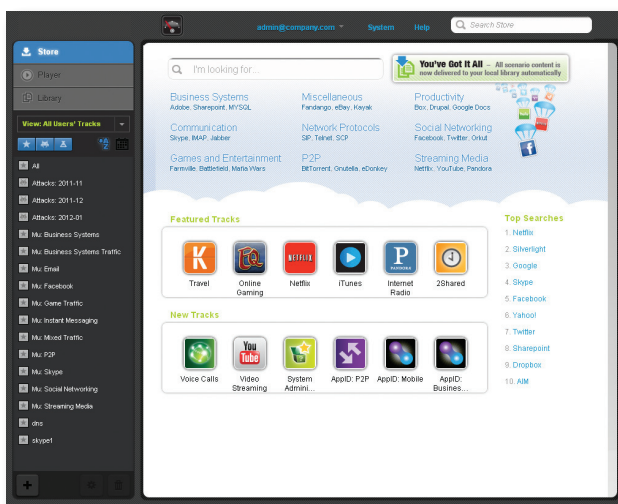 admin@company.com System Help Search Store
Store
Player
Library
View: All Users' Tracks
All
Attacks: 2011-11
Attacks: 2011-12
Attacks: 2012-01
Mu: Business Systems
Mu: Business Systems Traffic
Mu: Email
Mu: Facebook
Mu: Game Traffic
Mu: Instant Messaging
Mu: Mixed Traffic
Mu: P2P
Mu: Skype
Mu: Social Networking
Mu: Streaming Media
dns
skype1
I'm looking for...
You've Got It All – All scenario content is
now delivered to your local library automatically
Business Systems
Adobe, Sharepoint, MYSQL
Miscellaneous
Fandango, eBay, Kayak
Productivity
Box, Drupal, Google Docs
Communication
Skype, IMAP, Jabber
Network Protocols
SIP, Telnet, SCP
Social Networking
Facebook, Twitter, Orkut
Games and Entertainment
Farmville, Battlefield, Mafia Wars
P2P
BitTorrent, Gnutella, eDonkey
Streaming Media
Netflix, YouTube, Pandora
Featured Tracks
K
NETFLIX
P
PANDORA
Travel
Online
Gaming
Netflix
iTunes
Internet
Radio
2Shared
New Tracks
You
Tube
Voice Calls
Video
Streaming
System
Admini...
AppID: P2P
AppID: Mobile
AppID:
Busines...
Top Searches
1. Netflix
2. Silverlight
3. Google
4. Skype
5. Facebook
6. Yahoo!
7. Twitter
8. Sharepoint
9. Dropbox
10. AIM